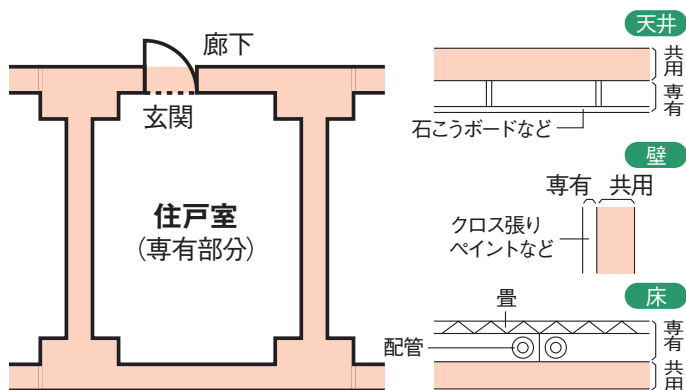 廊下
玄関
住戸室
（専有部分）
天井
共用
専有
石こうボードなど
壁
専有 共用
クロス張り
ペイントなど
床
畳
配管
専有
共用